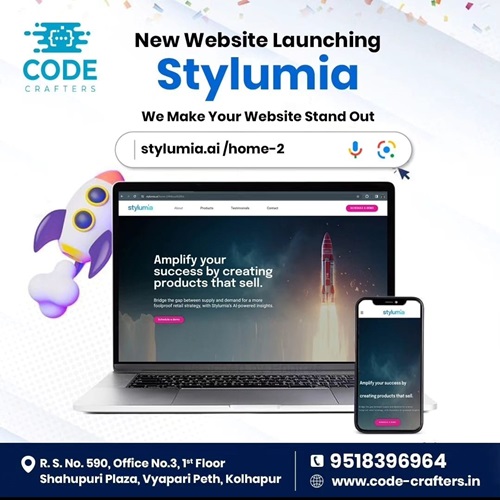 CODE
CRAFTERS
New Website Launching
Stylumia
We Make Your Website Stand Out
stylumia.ai /home-2
stylumia
About Products Testimonials Contact
Amplify your
success by creating
products that sell.
Bridge the gap between supply and demand for a more
foolproof retail strategy, with Stylumia's AI-powered insights.
stylumia
Amplify your success by
creating products that sell.
R. S. No. 590, Office No.3, 1st Floor
Shahupuri Plaza, Vyapari Peth, Kolhapur
9518396964
www.code-crafters.in